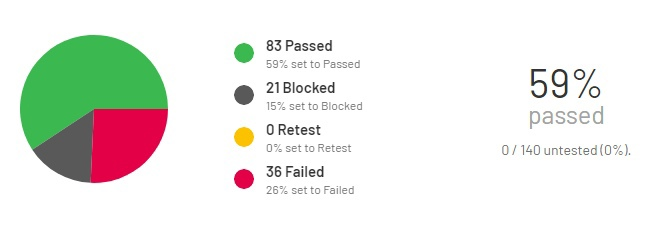 83 Passed
59% set to Passed
21 Blocked
15% set to Blocked
0 Retest
0% set to Retest
36 Failed
26% set to Failed
59%
passed
0 / 140 untested (0%).